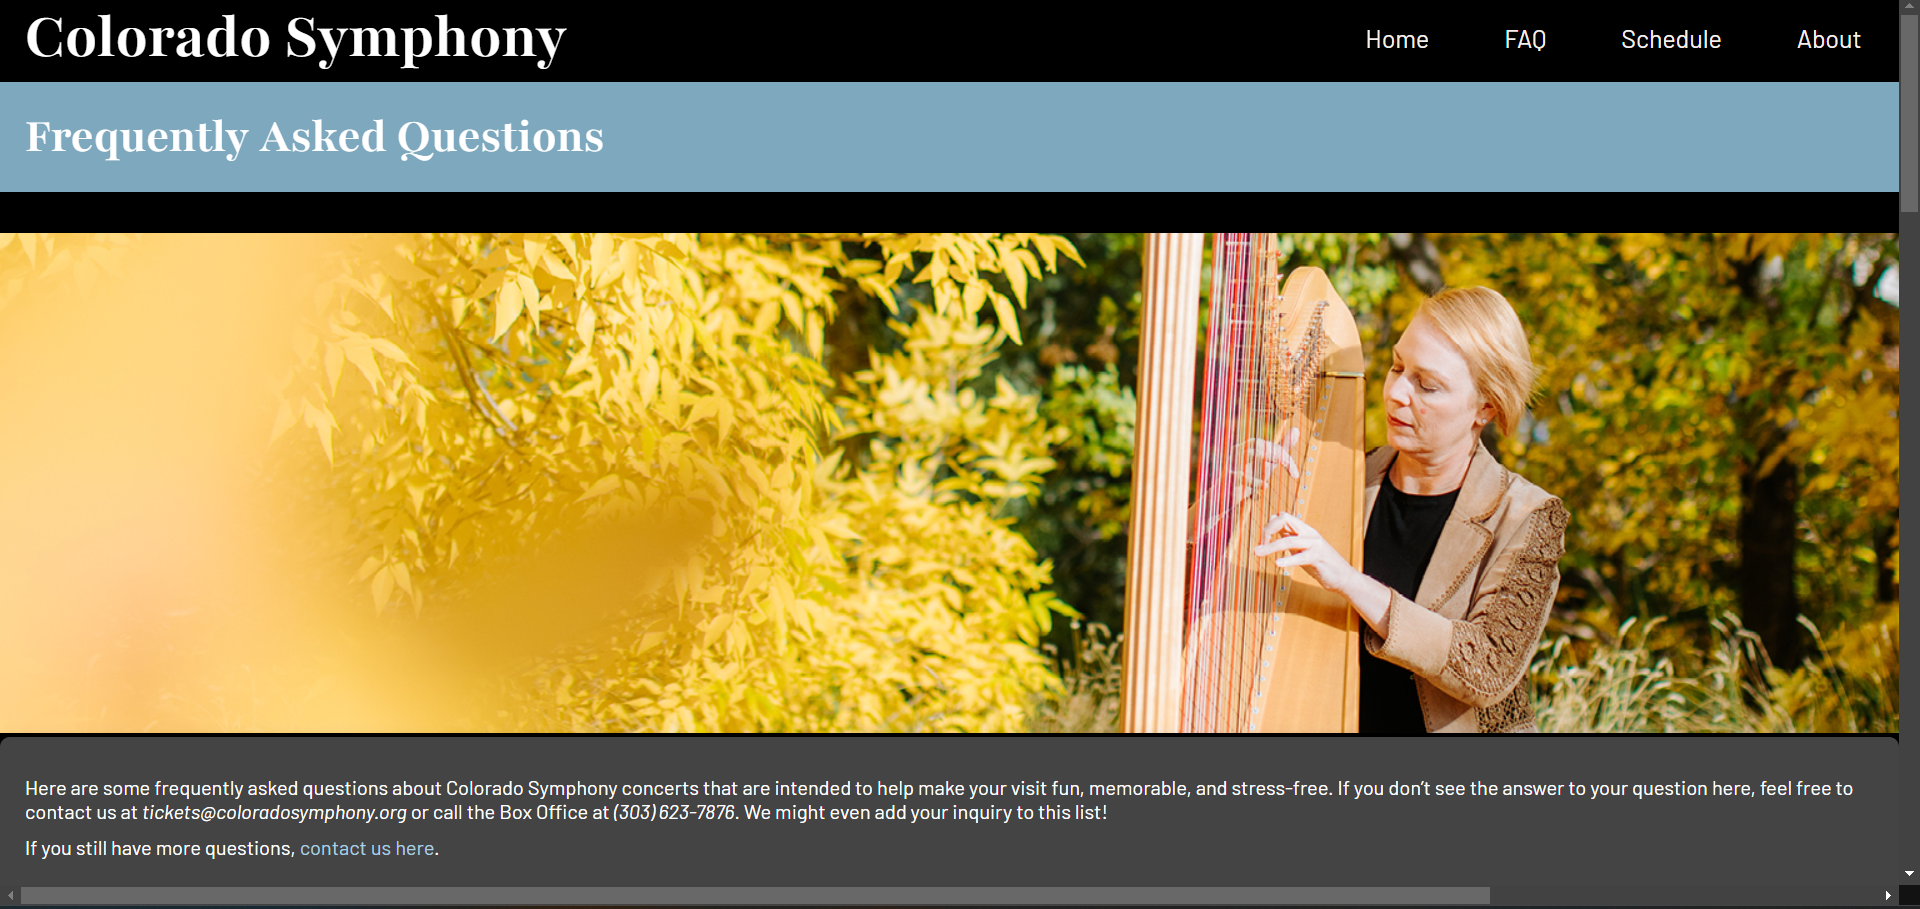 Colorado Symphony
Home FAQ Schedule About
Frequently Asked Questions
Here are some frequently asked questions about Colorado Symphony concerts that are intended to help make your visit fun, memorable, and stress-free. If you don’t see the answer to your question here, feel free to
contact us at tickets@coloradosymphony.org or call the Box Office at (303) 623-7876. We might even add your inquiry to this list!
If you still have more questions, contact us here.